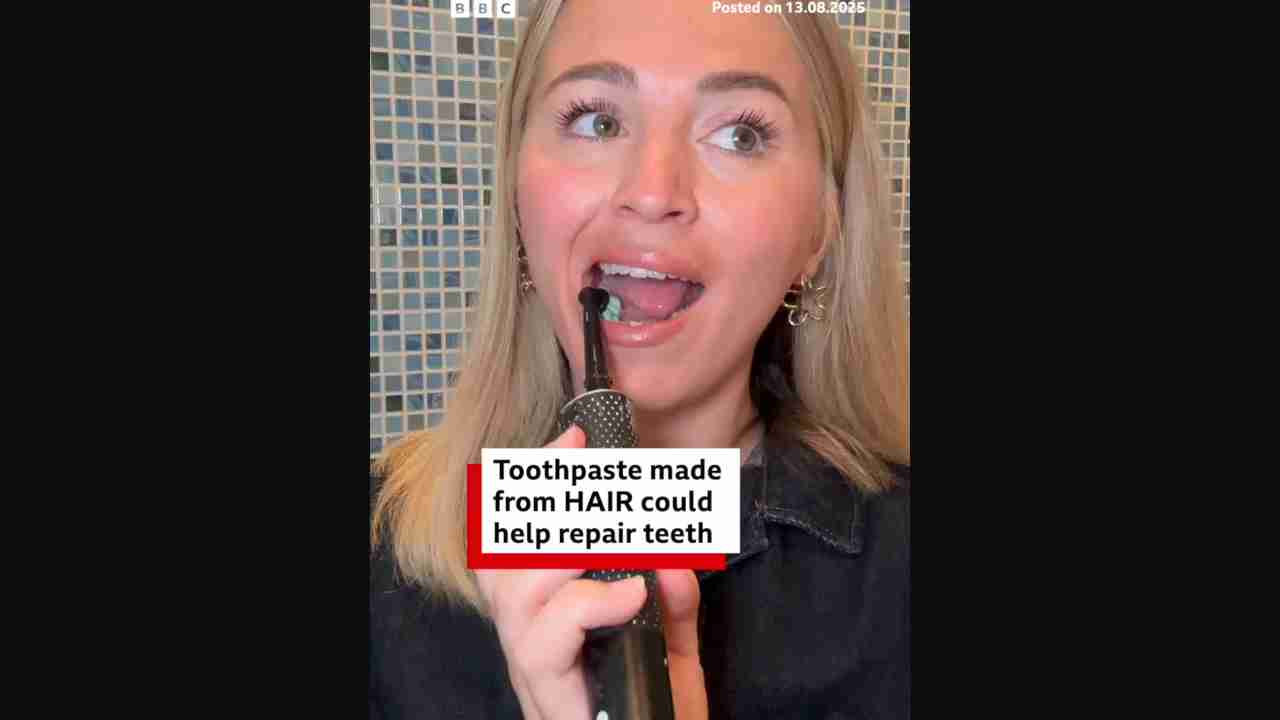 BBC
Posted on 13.08.2025
Toothpaste made
from HAIR could
help repair teeth